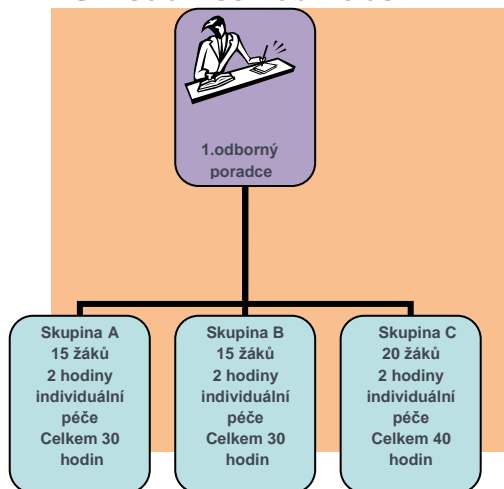 1.odborný
poradce
Skupina A
15 žáků
2 hodiny
individuální
péče
Celkem 30
hodin
Skupina B
15 žáků
2 hodiny
individuální
péče
Celkem 30
hodin
Skupina C
20 žáků
2 hodiny
individuální
péče
Celkem 40
hodin